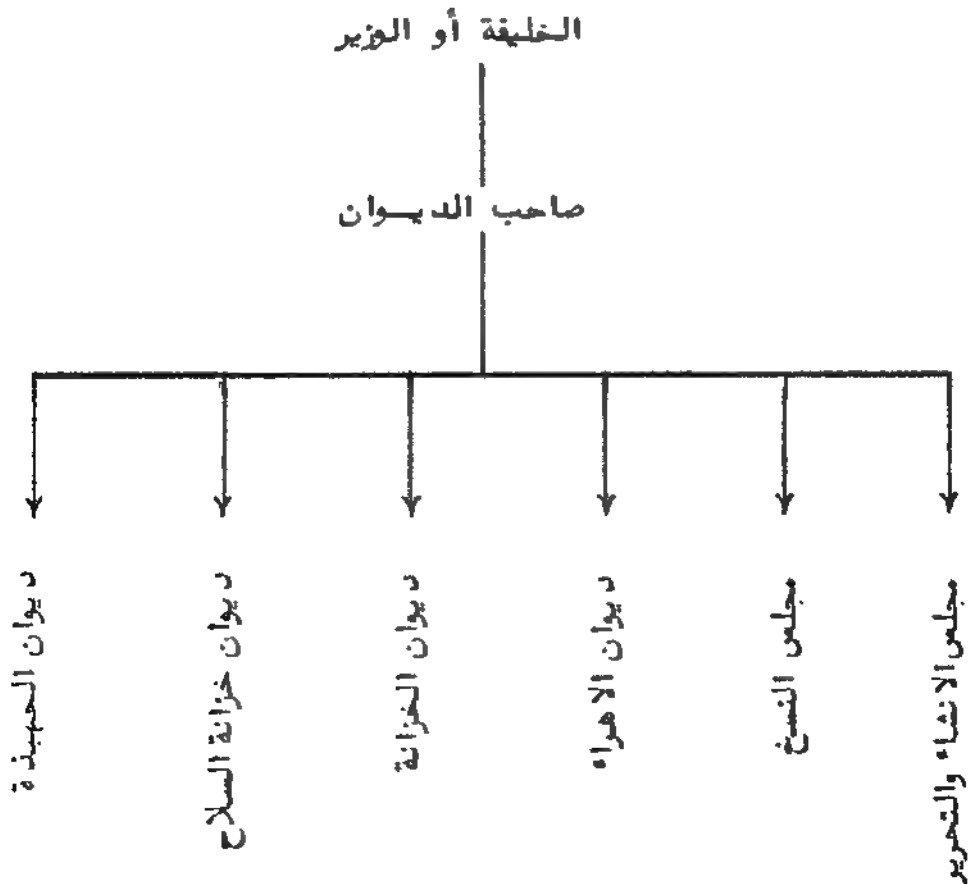 الخليفة أو الوزير
صاحب الديوان
مجلس الانشاء والتحرير
مجلس النسخ
ديوان الاهراء
ديوان الخزانة
ديوان خزانة السلاح
ديوان الجهبذة